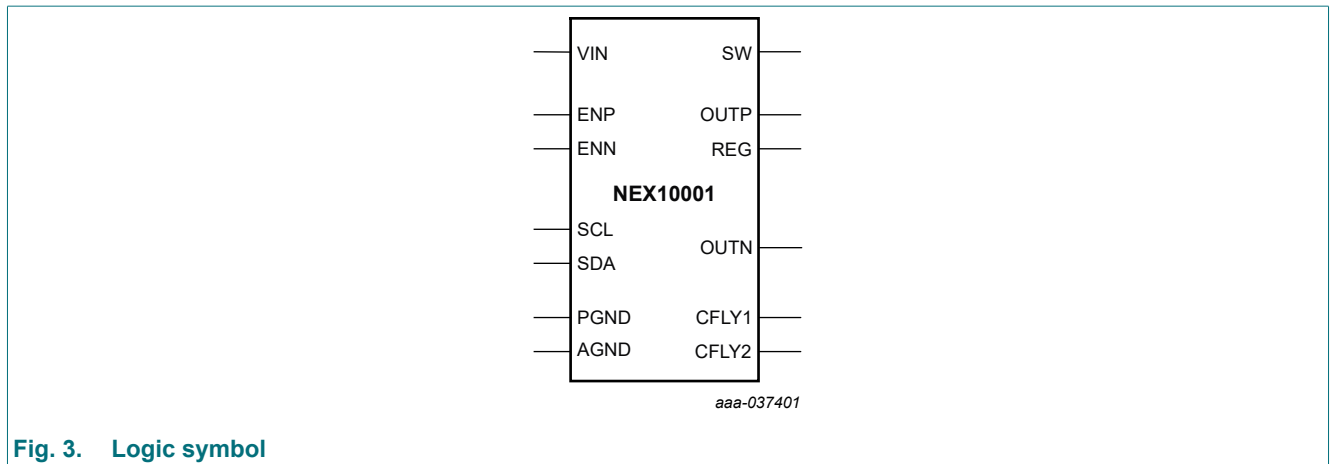 VIN SW
ENP OUTP
ENN REG
NEX10001
SCL
OUTN
SDA
PGND CFLY1
AGND CFLY2
aaa-037401
Fig. 3. Logic symbol